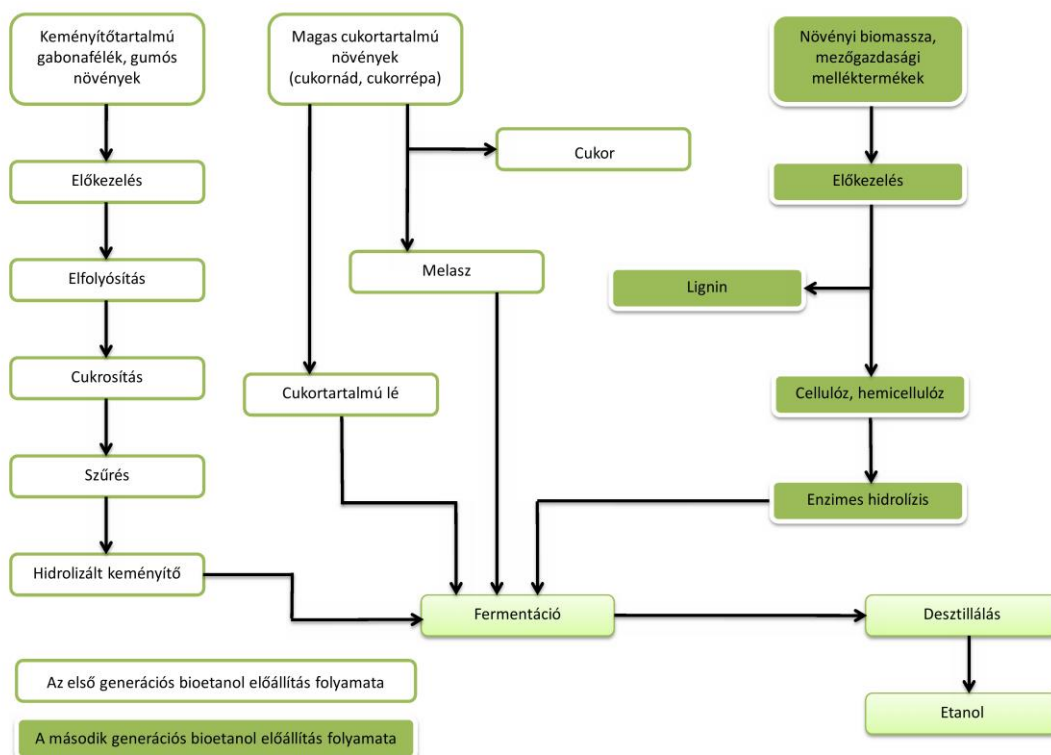 Keményítőtartalmú
gabonafélék, gumós
növények
Magas cukortartalmú
növények
(cukornád, cukorrépa)
Növényi biomassza,
mezőgazdasági
melléktermékek
Cukor
Előkezelés
Előkezelés
Elfolyósítás
Melasz
Lignin
Cukrosítás
Cukortartalmú lé
Cellulóz, hemicellulóz
Szűrés
Enzimes hidrolízis
Hidrolizált keményítő
Fermentáció
Desztillálás
Az első generációs bioetanol előállítás folyamata
Etanol
A második generációs bioetanol előállítás folyamata